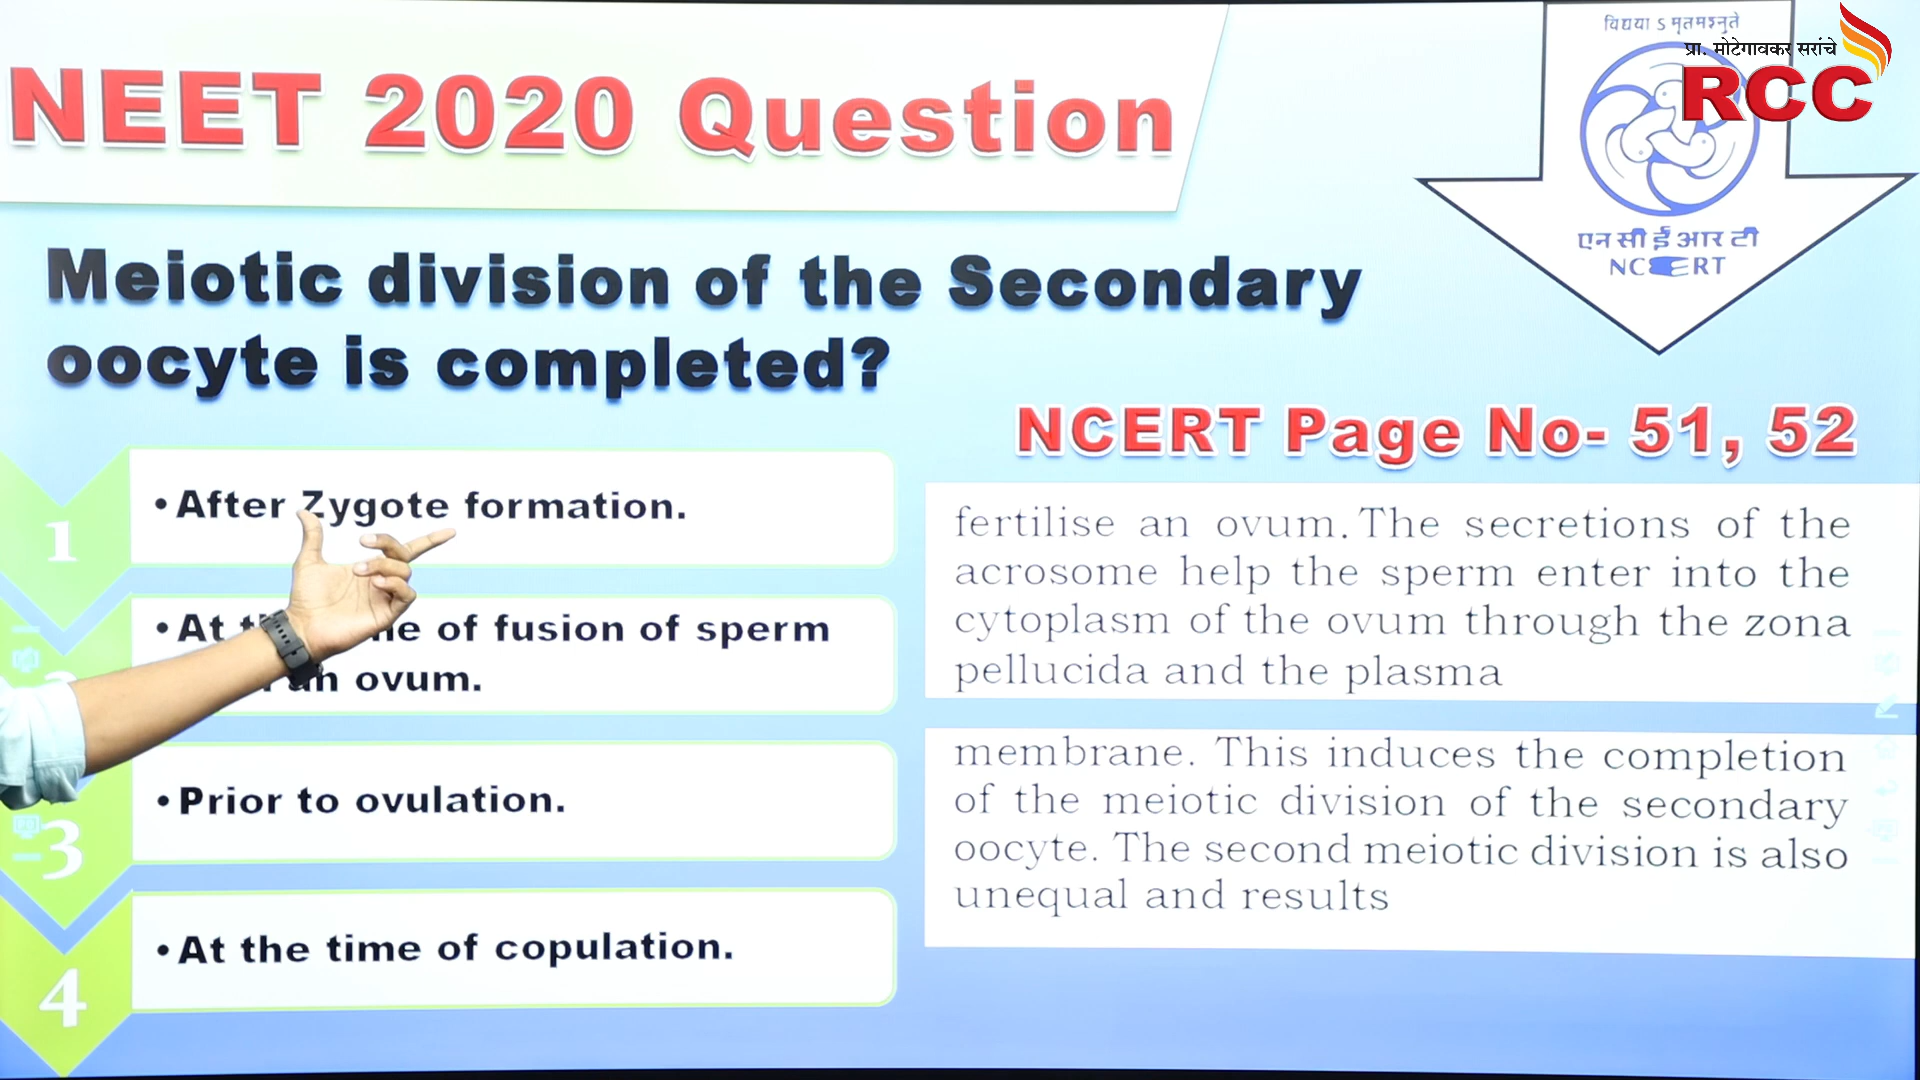 विद्यया ऽ मृतमश्नुते
प्रा. मोटेगावकर सरांचे
RCC
NEET 2020 Question
एन सी ई आर टी
NCERT
Meiotic division of the Secondary
oocyte is completed?
NCERT Page No- 51, 52
1
• After Zygote formation.
• At of fusion of sperm
an ovum.
3
• Prior to ovulation.
4
• At the time of copulation.
fertilise an ovum. The secretions of the
acrosome help the sperm enter into the
cytoplasm of the ovum through the zona
pellucida and the plasma
membrane. This induces the completion
of the meiotic division of the secondary
oocyte. The second meiotic division is also
unequal and results